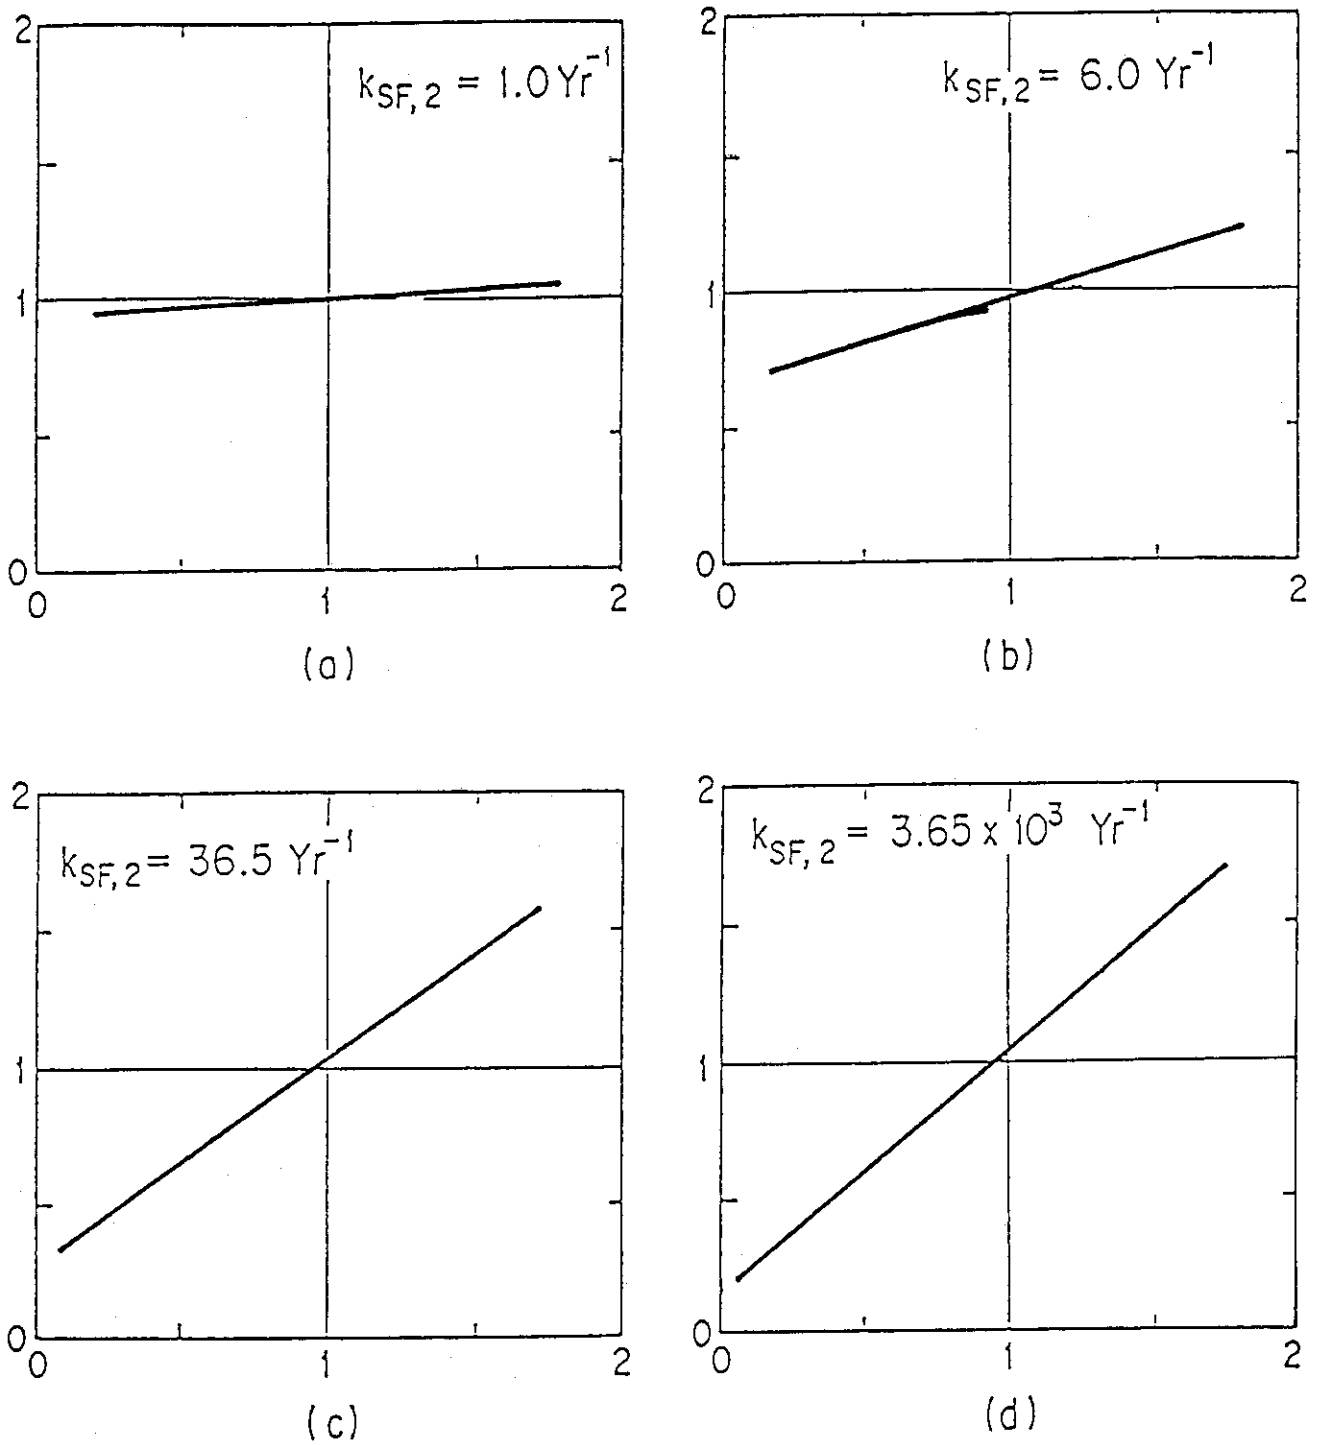 2
k_SF, 2 = 1.0 Yr^-1
1
0
0 1 2
(a)
2
k_SF, 2 = 6.0 Yr^-1
1
0
0 1 2
(b)
2
k_SF, 2 = 36.5 Yr^-1
1
0
0 1 2
(c)
2
k_SF, 2 = 3.65 x 10^3 Yr^-1
1
0
0 1 2
(d)